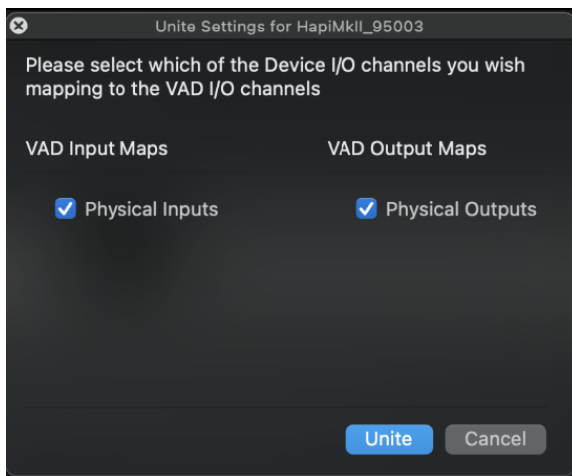 Unite Settings for HapiMkII_95003
Please select which of the Device I/O channels you wish
mapping to the VAD I/O channels
VAD Input Maps
VAD Output Maps
Physical Inputs
Physical Outputs
Unite
Cancel